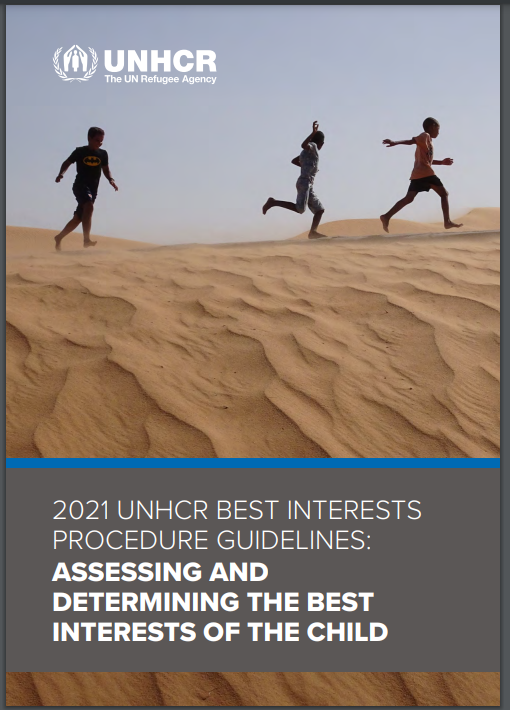 UNHCR
The UN Refugee Agency
2021 UNHCR BEST INTERESTS
PROCEDURE GUIDELINES:
ASSESSING AND
DETERMINING THE BEST
INTERESTS OF THE CHILD